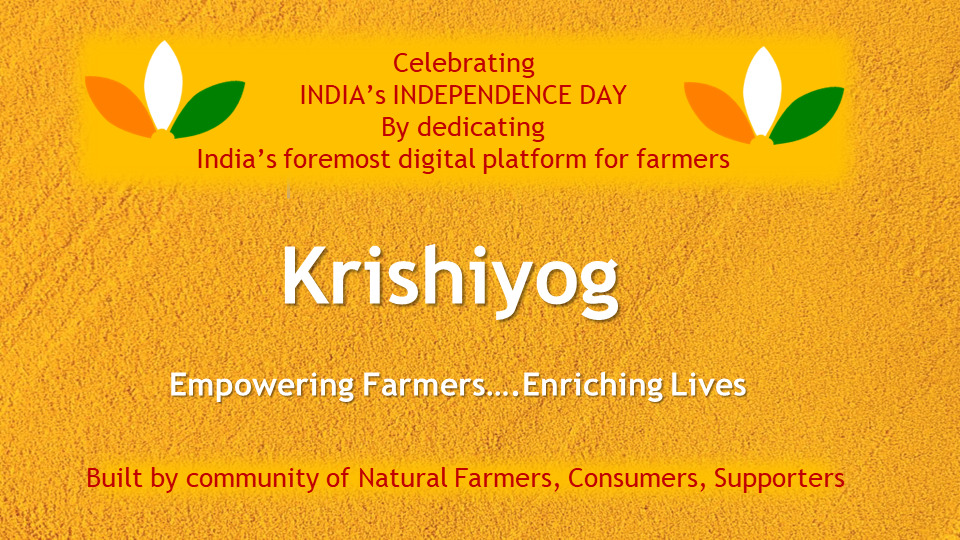 Celebrating
INDIA's INDEPENDENCE DAY
By dedicating
India's foremost digital platform for farmers
Krishiyog
Empowering Farmers....Enriching Lives
Built by community of Natural Farmers, Consumers, Supporters